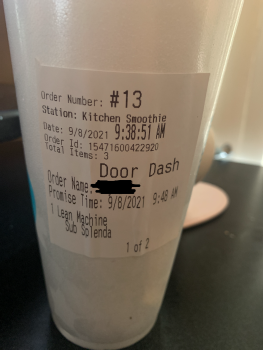 Order Number: #13
Station: Kitchen Smoothie
Date: 9/8/2021 9:38:51 AM
Order Id: 15471600422920
Total Items: 3
Door Dash
Order Name:
Promise Time: 9/8/2021 9:48 AM
1 Lean Machine
Sub Splenda
1 of 2